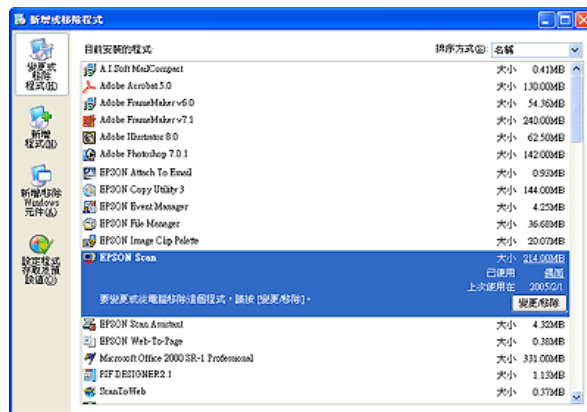 新增或移除程式
變更或
移除
程式(H)
新增
程式(N)
新增/移除
Windows
元件(A)
設定程式
存取及預
設值(O)
目前安裝的程式:
排序方式(S): 名稱
A.I.Soft MailCompact 大小 0.41MB
Adobe Acrobat 5.0 大小 130.00MB
Adobe FrameMaker v6.0 大小 54.36MB
Adobe FrameMaker v7.1 大小 240.00MB
Adobe Illustrator 8.0 大小 62.50MB
Adobe Photoshop 7.0.1 大小 142.00MB
EPSON Attach To Email 大小 0.93MB
EPSON Copy Utility 3 大小 144.00MB
EPSON Event Manager 大小 4.25MB
EPSON File Manager 大小 36.68MB
EPSON Image Clip Palette 大小 20.07MB
EPSON Scan 大小 214.00MB
已使用 偶而
上次使用在 2005/2/1
要變更或從電腦移除這個程式，請按 [變更/移除]。 變更/移除
EPSON Scan Assistant 大小 4.32MB
EPSON Web-To-Page 大小 0.38MB
Microsoft Office 2000 SR-1 Professional 大小 331.00MB
PIF DESIGNER2.1 大小 1.13MB
ScanToWeb 大小 0.37MB